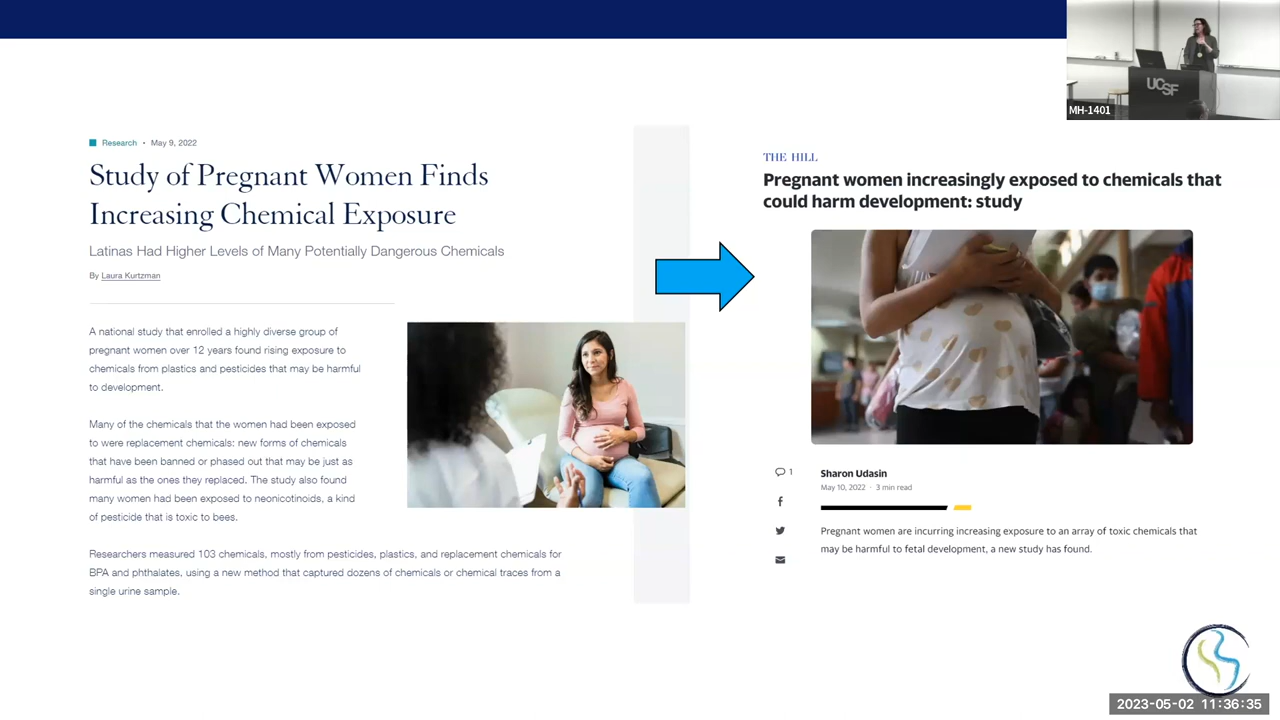 Research • May 9, 2022
Study of Pregnant Women Finds
Increasing Chemical Exposure
Latinas Had Higher Levels of Many Potentially Dangerous Chemicals
By Laura Kurtzman
A national study that enrolled a highly diverse group of
pregnant women over 12 years found rising exposure to
chemicals from plastics and pesticides that may be harmful
to development.
Many of the chemicals that the women had been exposed
to were replacement chemicals: new forms of chemicals
that have been banned or phased out that may be just as
harmful as the ones they replaced. The study also found
many women had been exposed to neonicotinoids, a kind
of pesticide that is toxic to bees.
Researchers measured 103 chemicals, mostly from pesticides, plastics, and replacement chemicals for
BPA and phthalates, using a new method that captured dozens of chemicals or chemical traces from a
single urine sample.
THE HILL
Pregnant women increasingly exposed to chemicals that
could harm development: study
1
Sharon Udasin
May 10, 2022 · 3 min read
Pregnant women are incurring increasing exposure to an array of toxic chemicals that
may be harmful to fetal development, a new study has found.
UCSF
MH-1401
2023-05-02 11:36:35